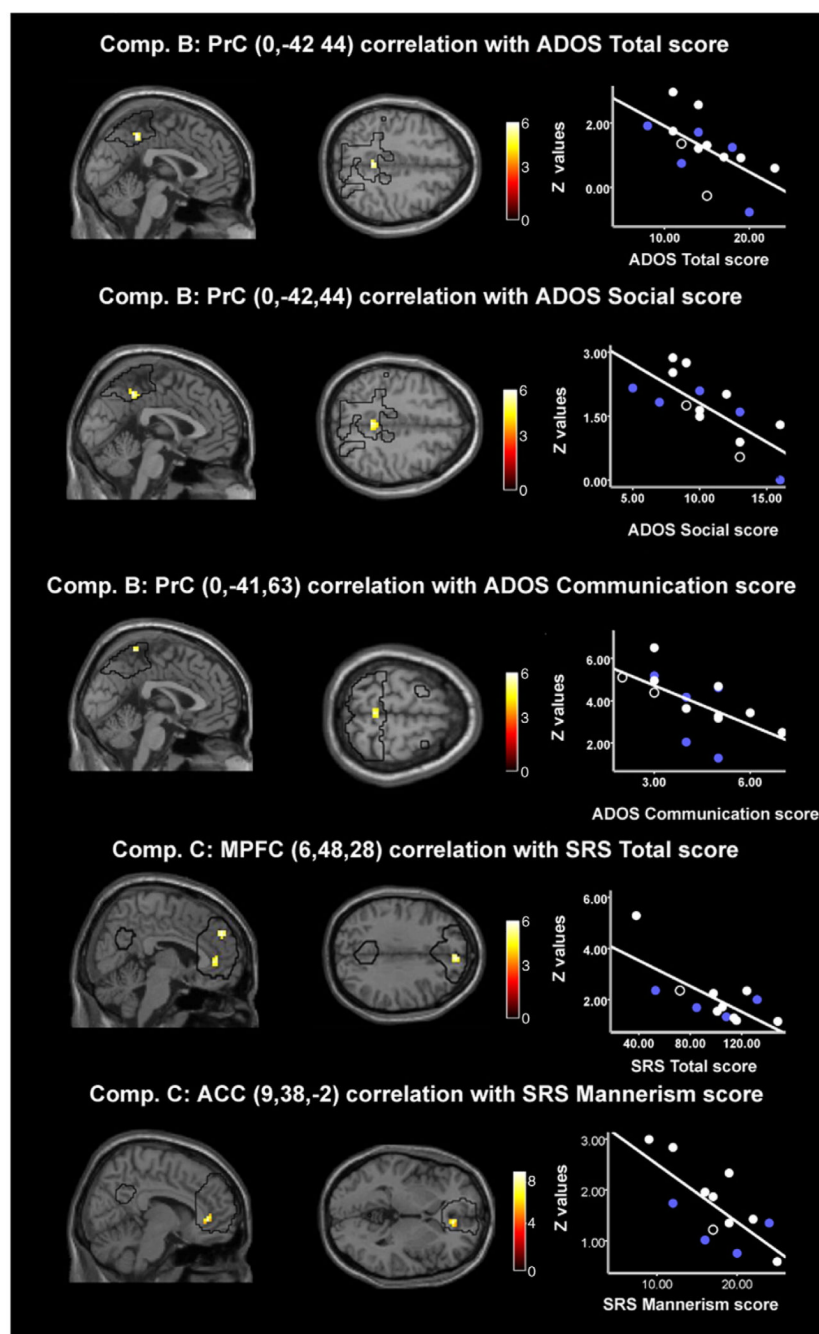 Comp. B: PrC (0,-42 44) correlation with ADOS Total score
6
3
0
Z values
2.00
0.00
10.00
20.00
ADOS Total score
Comp. B: PrC (0,-42,44) correlation with ADOS Social score
6
3
0
Z values
3.00
1.50
0.00
5.00
10.00
15.00
ADOS Social score
Comp. B: PrC (0,-41,63) correlation with ADOS Communication score
6
3
0
Z values
6.00
4.00
2.00
3.00
6.00
ADOS Communication score
Comp. C: MPFC (6,48,28) correlation with SRS Total score
6
3
0
Z values
6.00
4.00
2.00
40.00
80.00
120.00
SRS Total score
Comp. C: ACC (9,38,-2) correlation with SRS Mannerism score
8
4
0
Z values
3.00
2.00
1.00
10.00
20.00
SRS Mannerism score